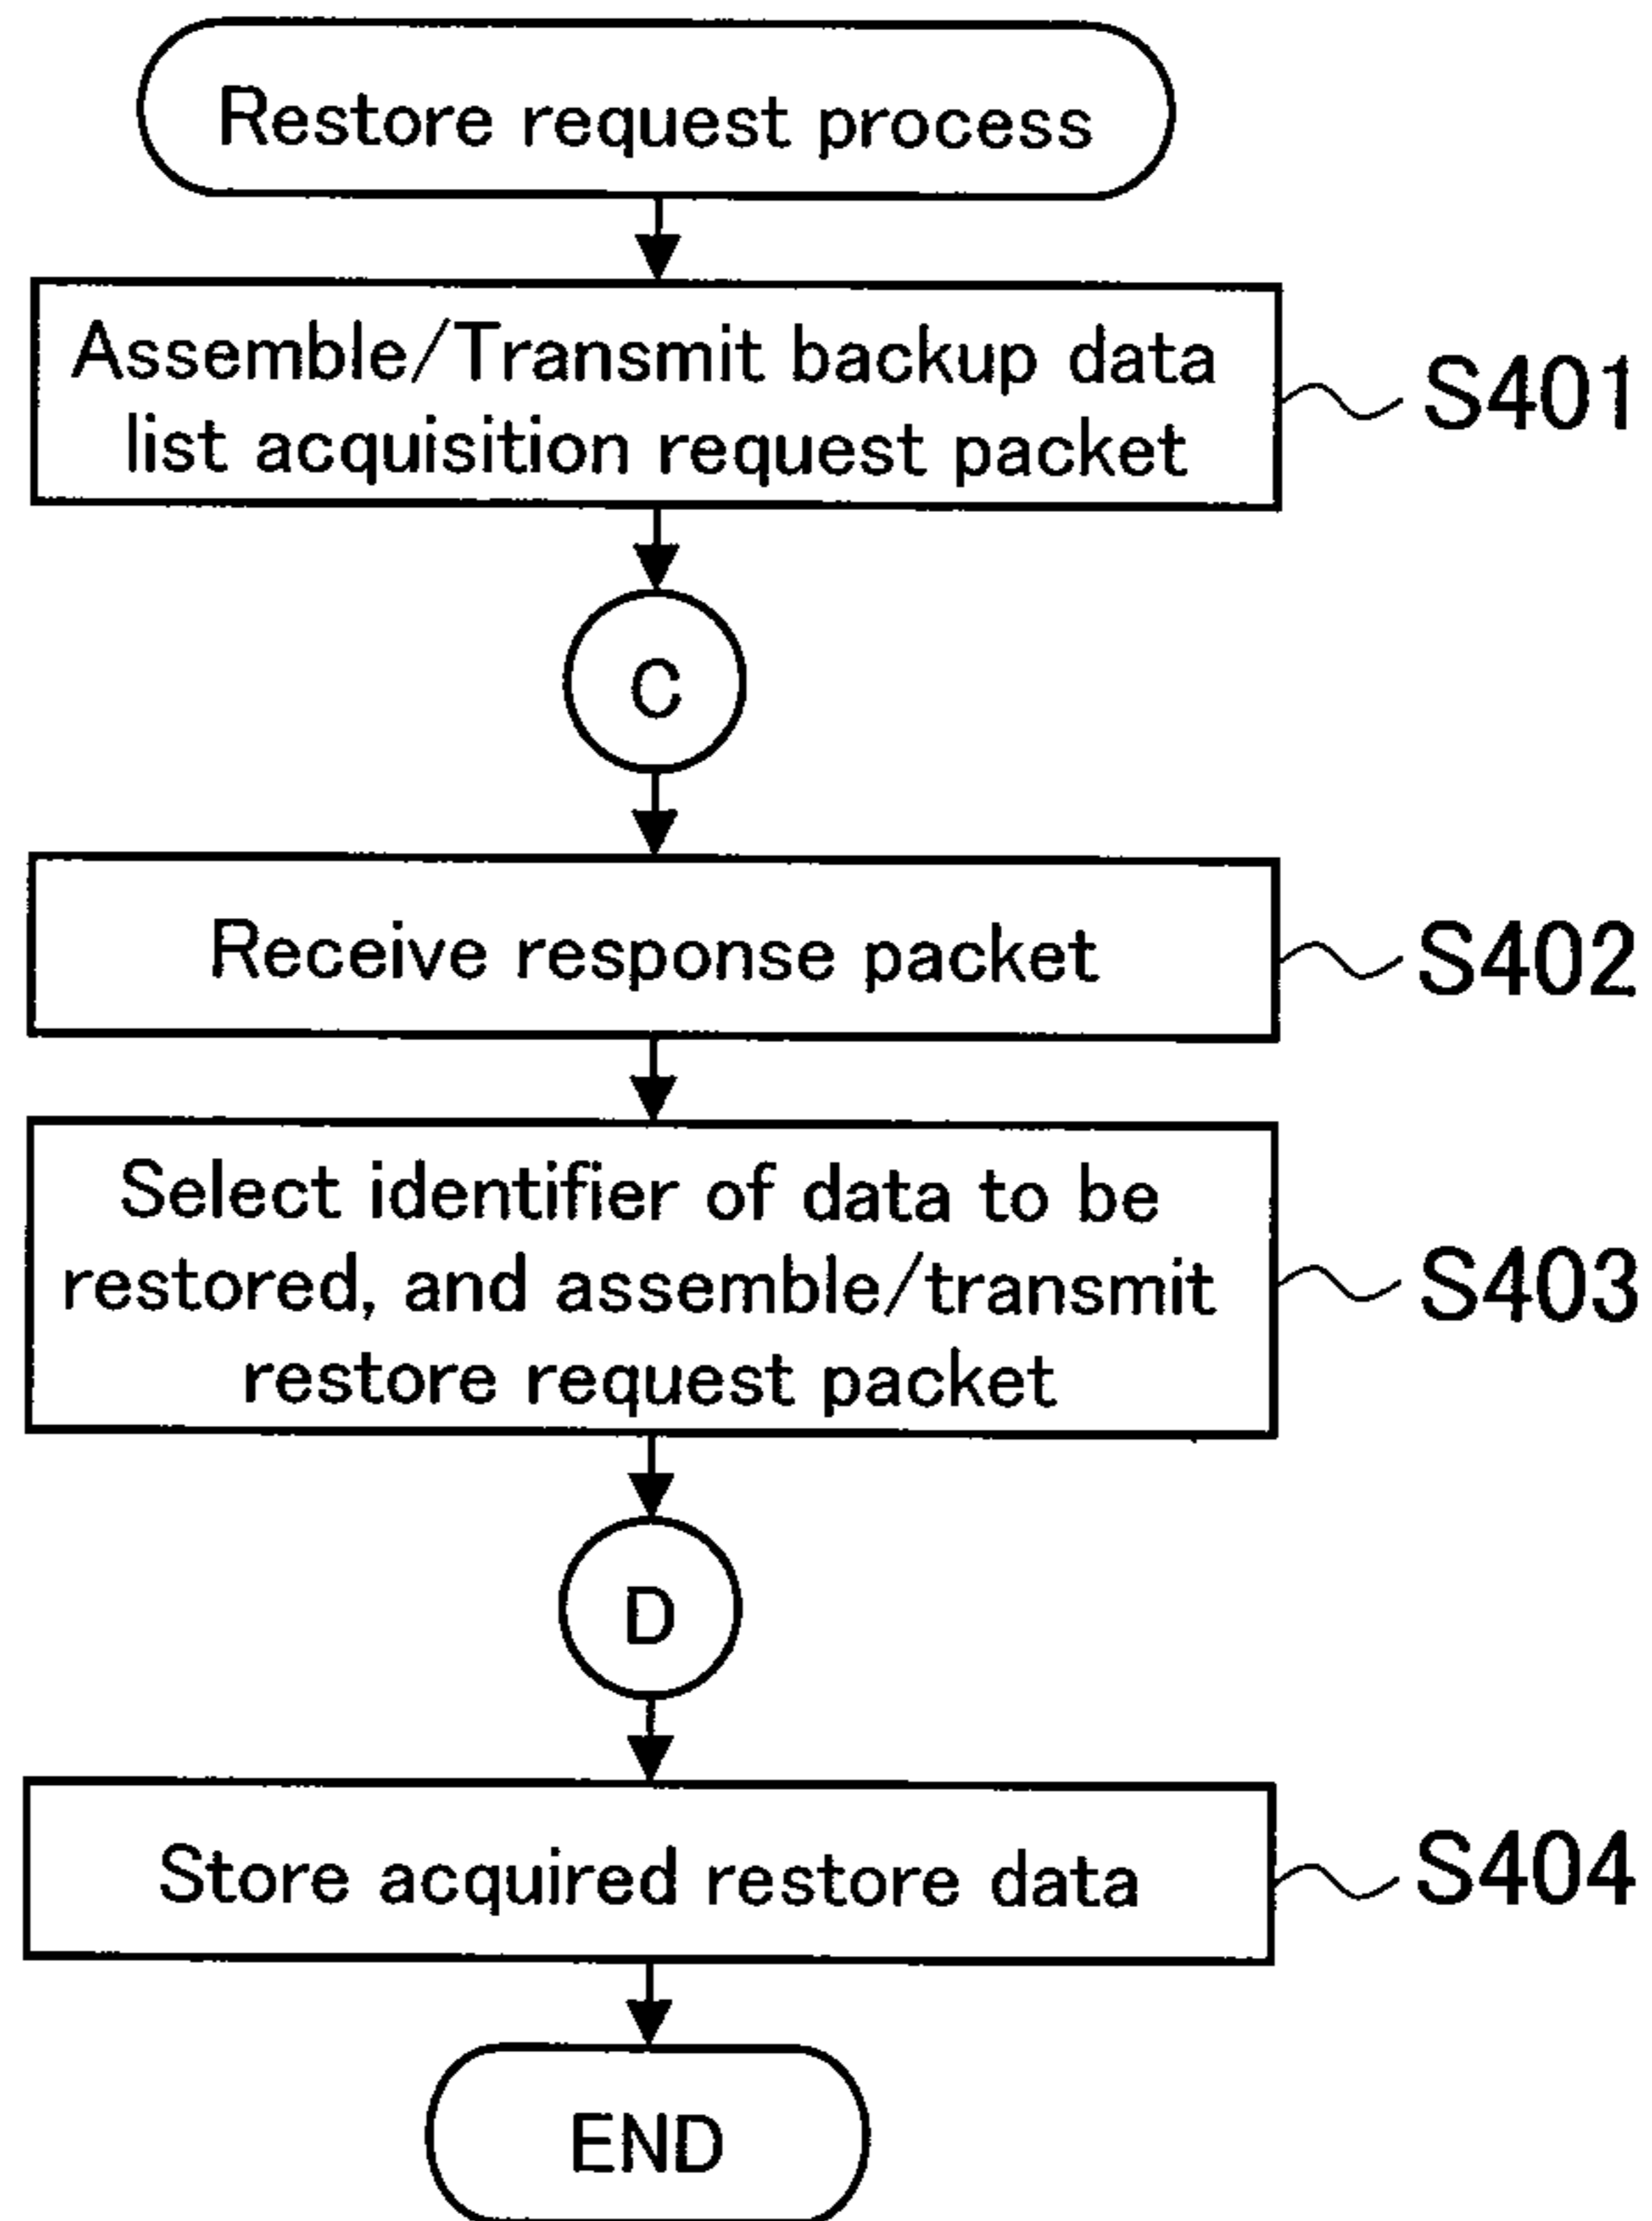 Restore request process
Assemble/Transmit backup data
list acquisition request packet
S401
C
Receive response packet
S402
Select identifier of data to be
restored, and assemble/transmit
restore request packet
S403
D
Store acquired restore data
S404
END